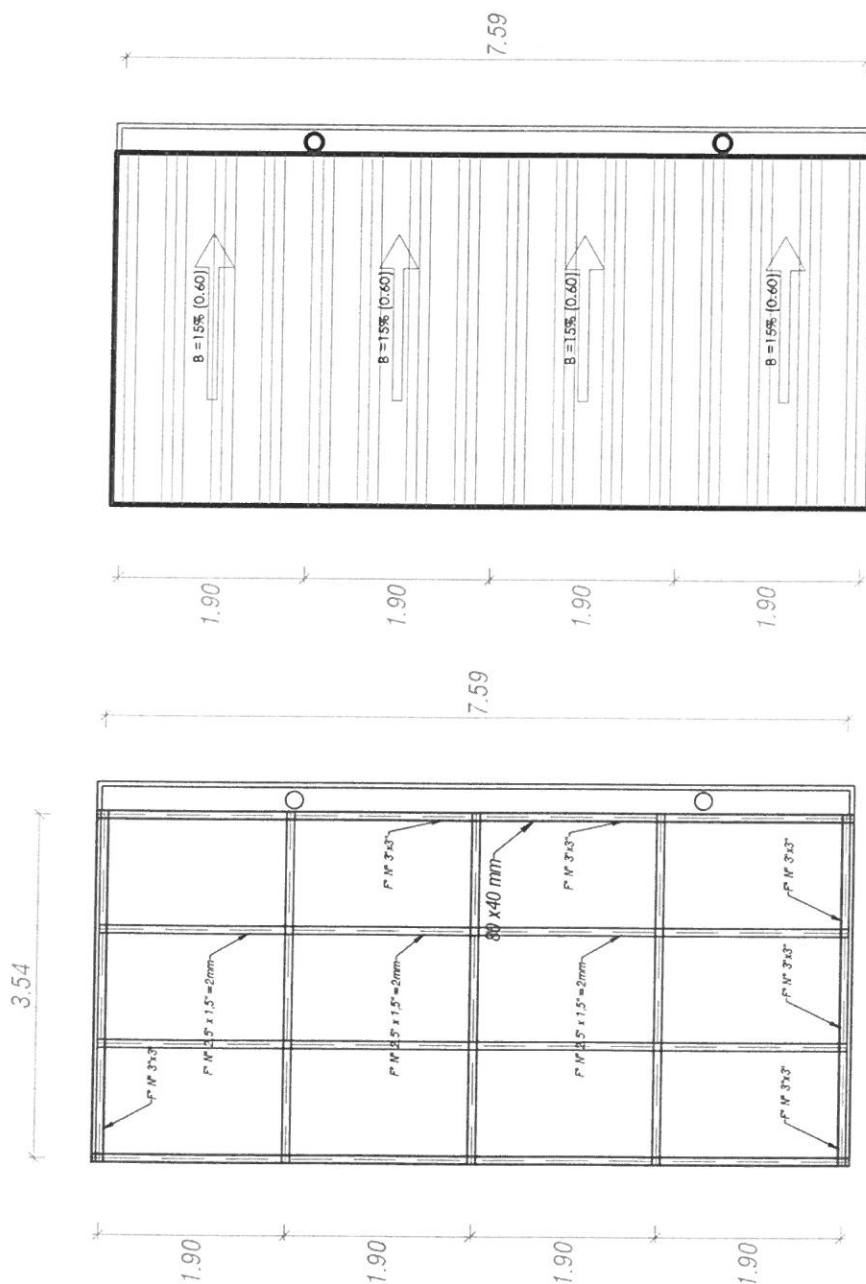 7.59
B =15% (0.60)
B =15% (0.60)
B =15% (0.60)
B =15% (0.60)
1.90
1.90
1.90
1.90
7.59
3.54
F° N° 3"x3"
F° N° 2,5" x 1,5"=2mm
F° N° 3"x3"
F° N° 2,5" x 1,5"=2mm
80 x40 mm
F° N° 3"x3"
F° N° 2,5" x 1,5"=2mm
F° N° 3"x3"
F° N° 3"x3"
F° N° 3"x3"
1.90
1.90
1.90
1.90